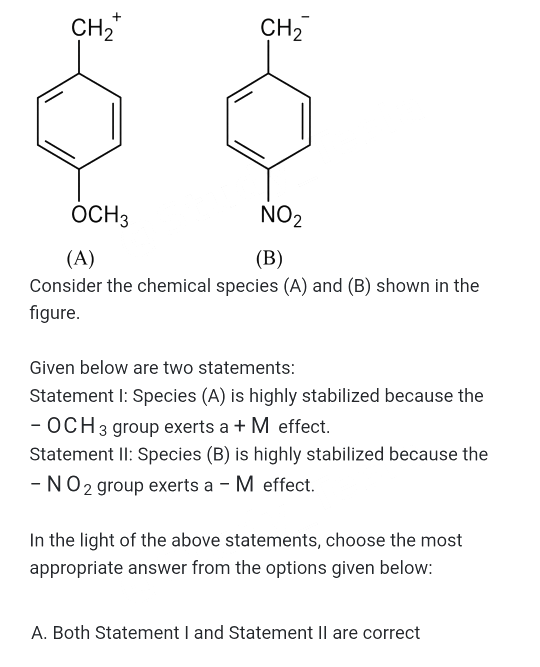 CH₂⁺ CH₂⁻
OCH₃ NO₂
(A) (B)
Consider the chemical species (A) and (B) shown in the
figure.
Given below are two statements:
Statement I: Species (A) is highly stabilized because the
− OCH₃ group exerts a + M effect.
Statement II: Species (B) is highly stabilized because the
− NO₂ group exerts a − M effect.
In the light of the above statements, choose the most
appropriate answer from the options given below:
A. Both Statement I and Statement II are correct